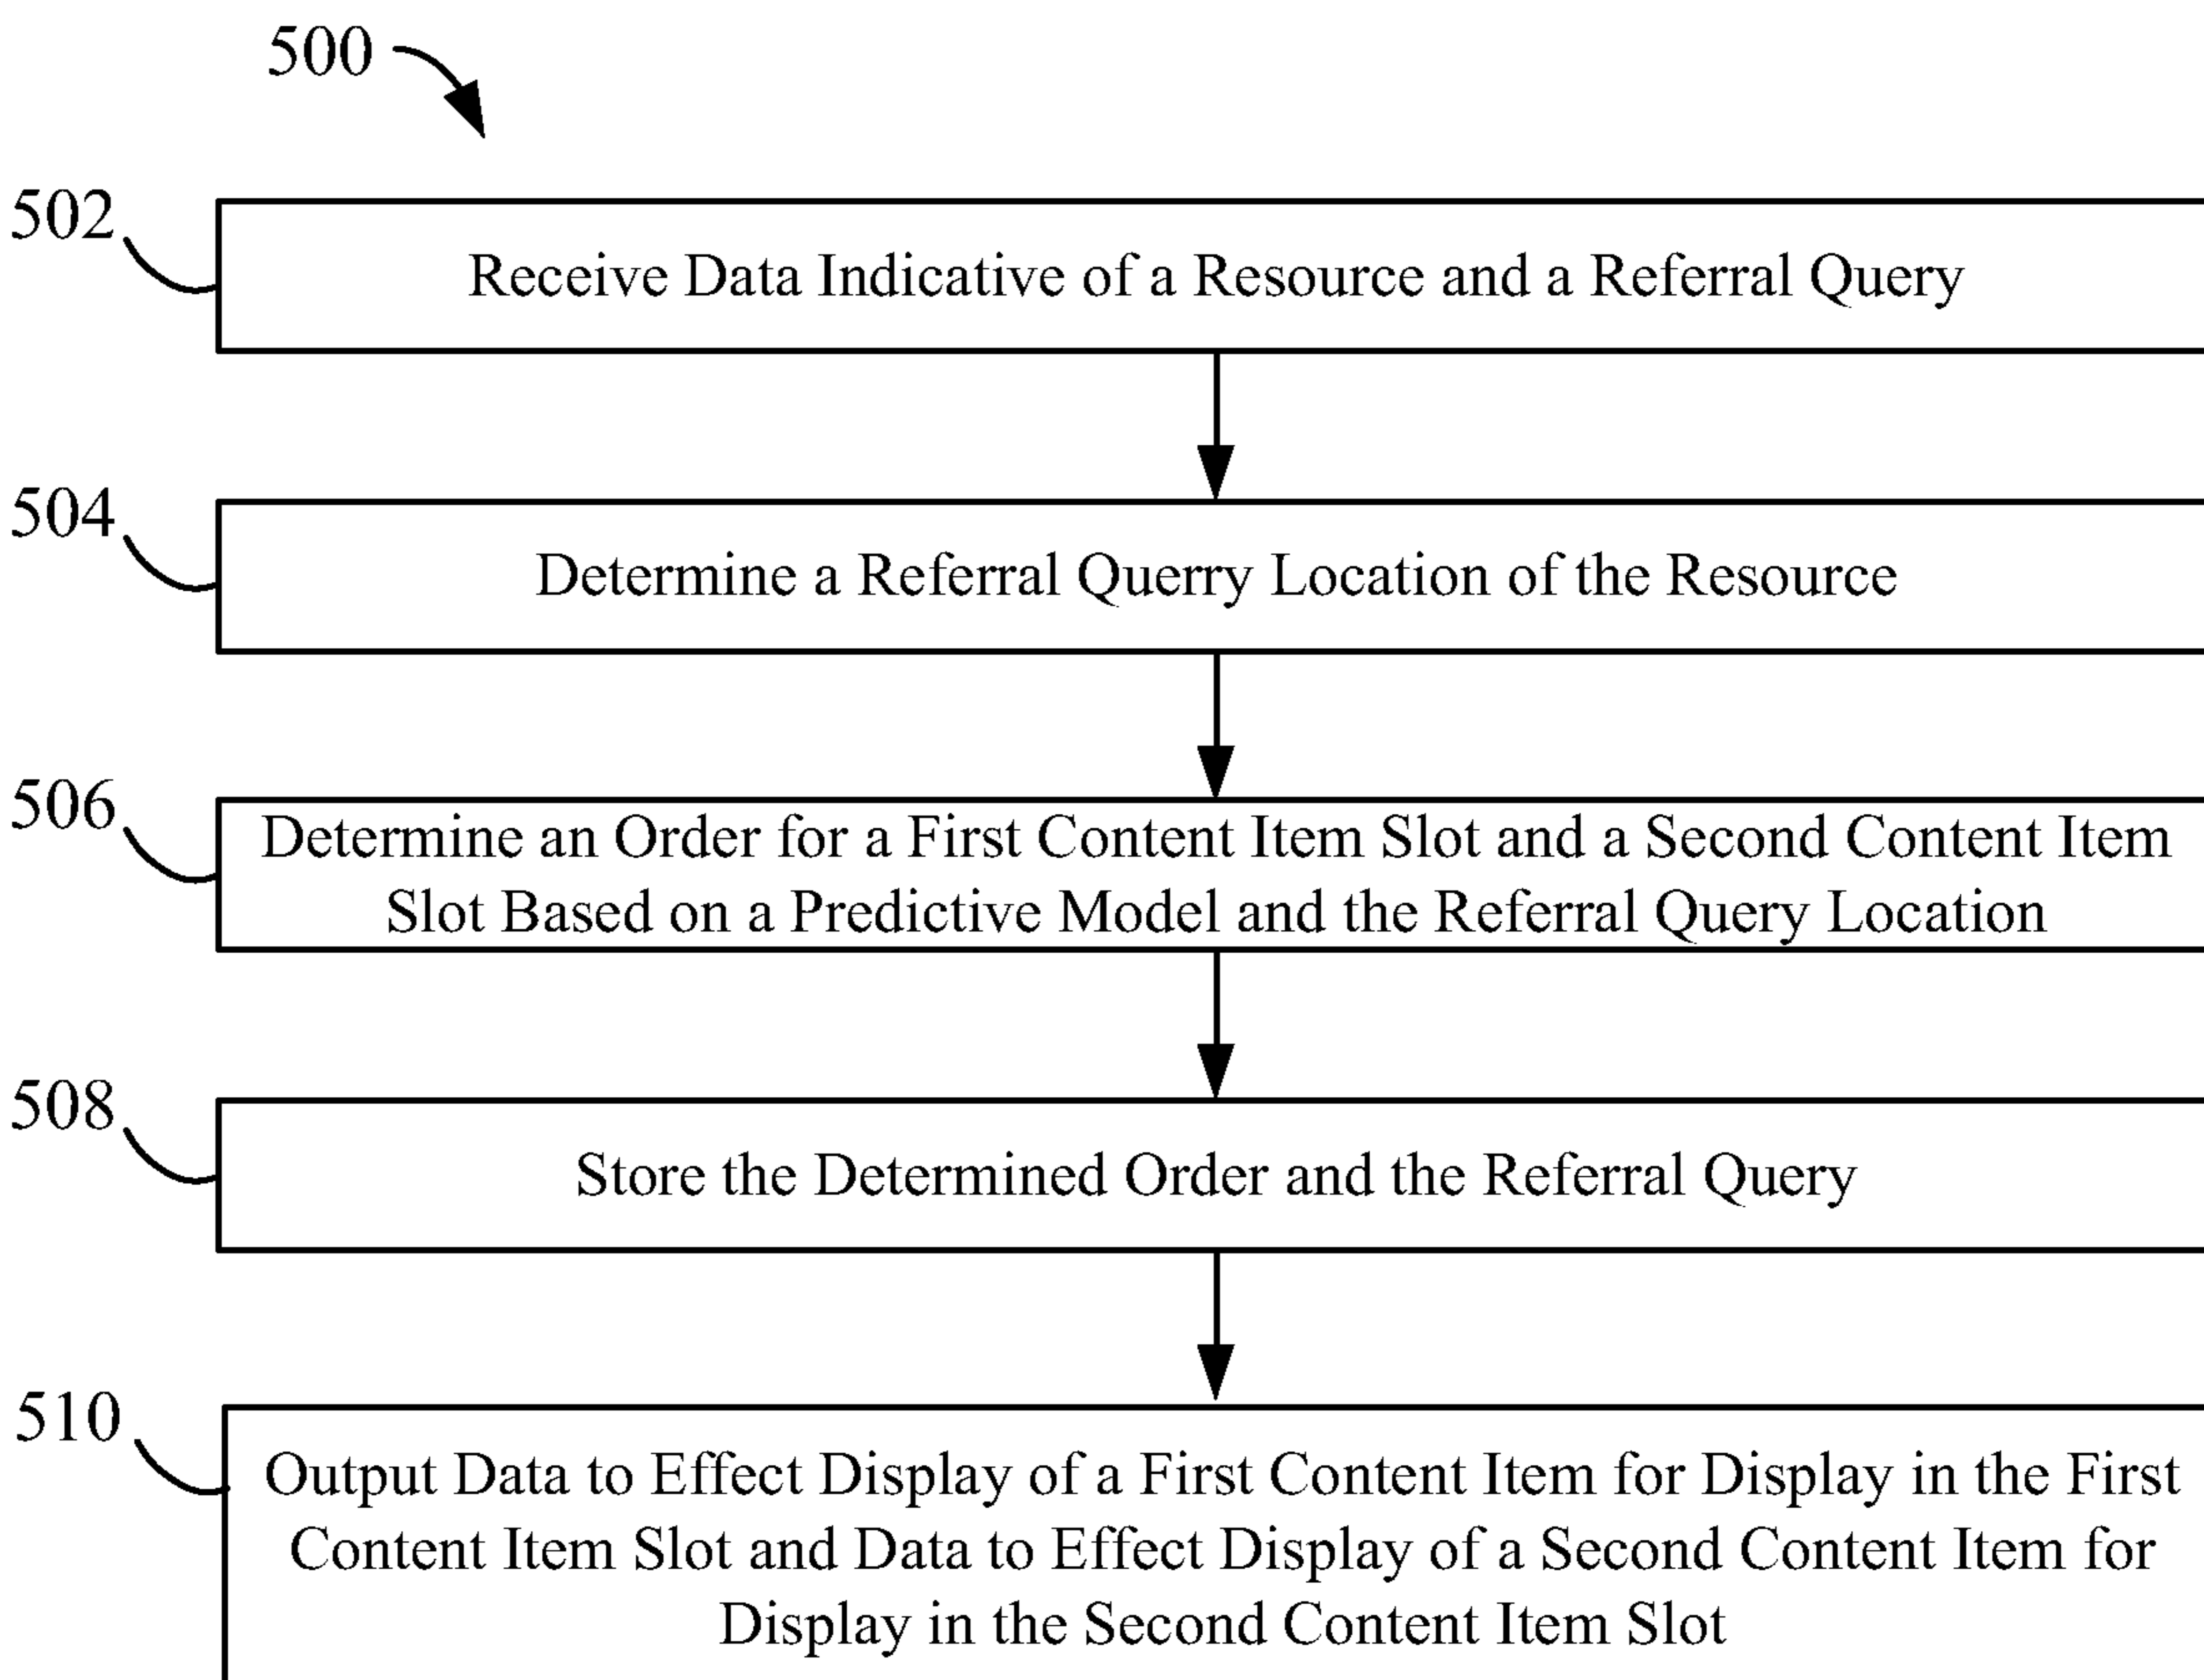 500
502
Receive Data Indicative of a Resource and a Referral Query
504
Determine a Referral Querry Location of the Resource
506
Determine an Order for a First Content Item Slot and a Second Content Item
Slot Based on a Predictive Model and the Referral Query Location
508
Store the Determined Order and the Referral Query
510
Output Data to Effect Display of a First Content Item for Display in the First
Content Item Slot and Data to Effect Display of a Second Content Item for
Display in the Second Content Item Slot